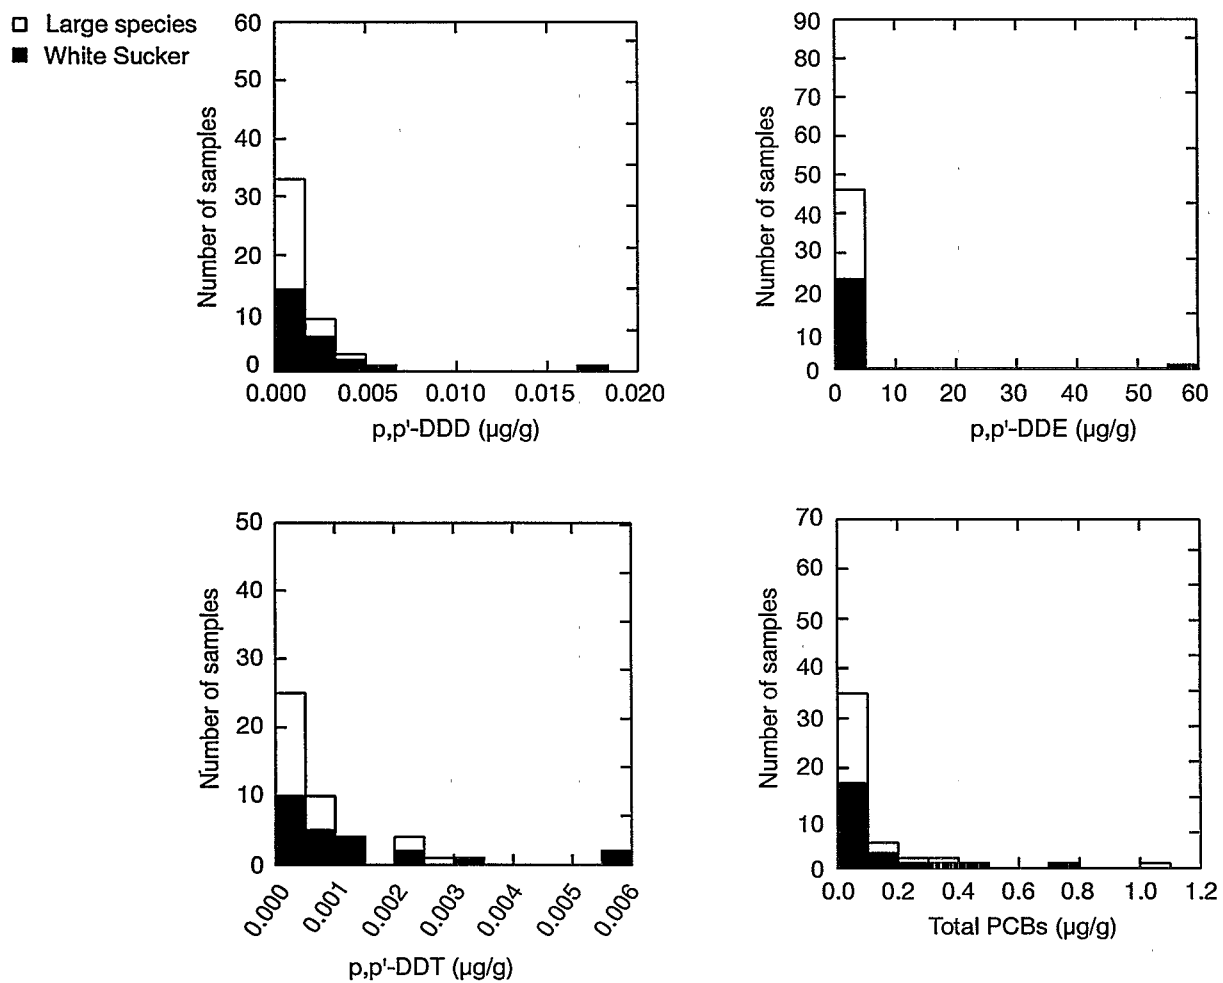 Large species
White Sucker
60
50
40
30
20
10
0
Number of samples
0.000 0.005 0.010 0.015 0.020
p,p'-DDD (µg/g)
90
80
70
60
50
40
30
20
10
0
Number of samples
0 10 20 30 40 50 60
p,p'-DDE (µg/g)
50
40
30
20
10
0
Number of samples
0.000 0.001 0.002 0.003 0.004 0.005 0.006
p,p'-DDT (µg/g)
70
60
50
40
30
20
10
0
Number of samples
0.0 0.2 0.4 0.6 0.8 1.0 1.2
Total PCBs (µg/g)